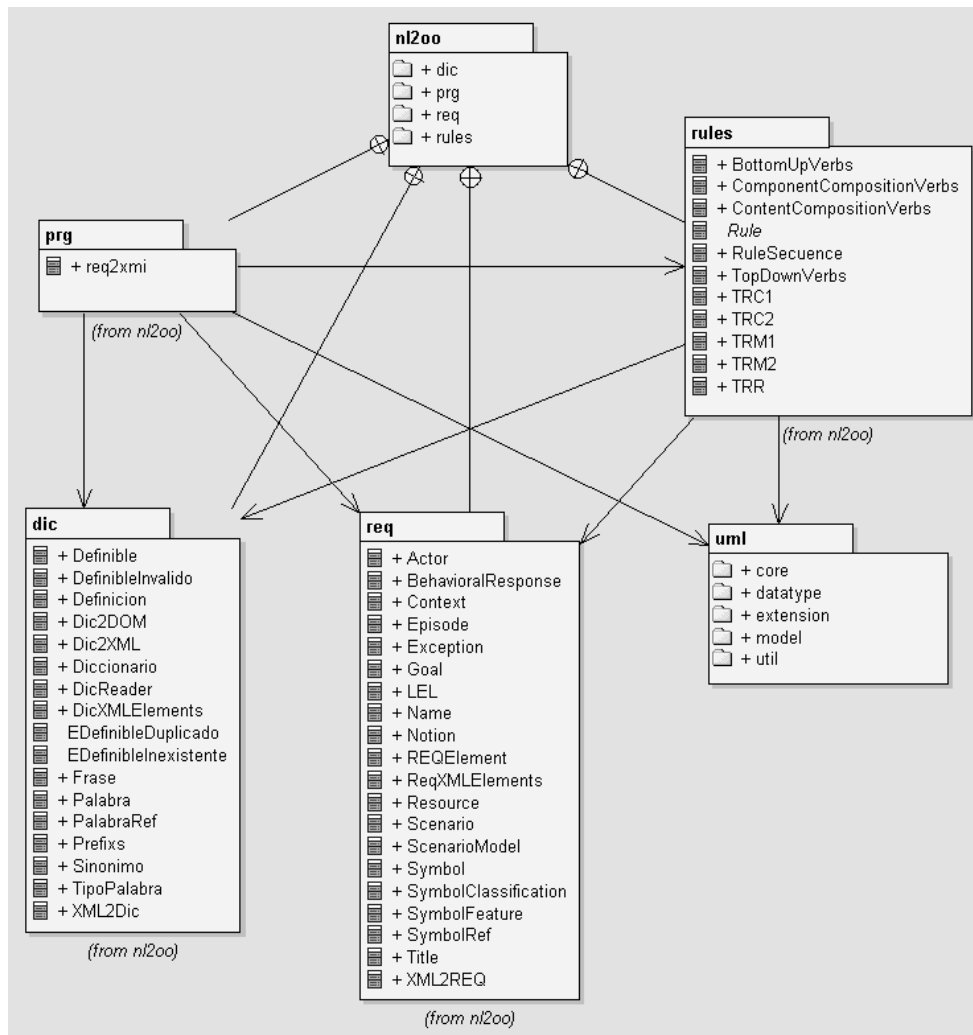 nl2oo
+ dic
+ prg
+ req
+ rules
rules
+ BottomUpVerbs
+ ComponentCompositionVerbs
+ ContentCompositionVerbs
Rule
+ RuleSecuence
+ TopDownVerbs
+ TRC1
+ TRC2
+ TRM1
+ TRM2
+ TRR
(from nl2oo)
prg
+ req2xmi
(from nl2oo)
dic
+ Definible
+ DefinibleInvalido
+ Definicion
+ Dic2DOM
+ Dic2XML
+ Diccionario
+ DicReader
+ DicXMLElements
EDefinibleDuplicado
EDefinibleInexistente
+ Frase
+ Palabra
+ PalabraRef
+ Prefixs
+ Sinonimo
+ TipoPalabra
+ XML2Dic
(from nl2oo)
req
+ Actor
+ BehavioralResponse
+ Context
+ Episode
+ Exception
+ Goal
+ LEL
+ Name
+ Notion
+ REQElement
+ ReqXMLElements
+ Resource
+ Scenario
+ ScenarioModel
+ Symbol
+ SymbolClassification
+ SymbolFeature
+ SymbolRef
+ Title
+ XML2REQ
(from nl2oo)
uml
+ core
+ datatype
+ extension
+ model
+ util